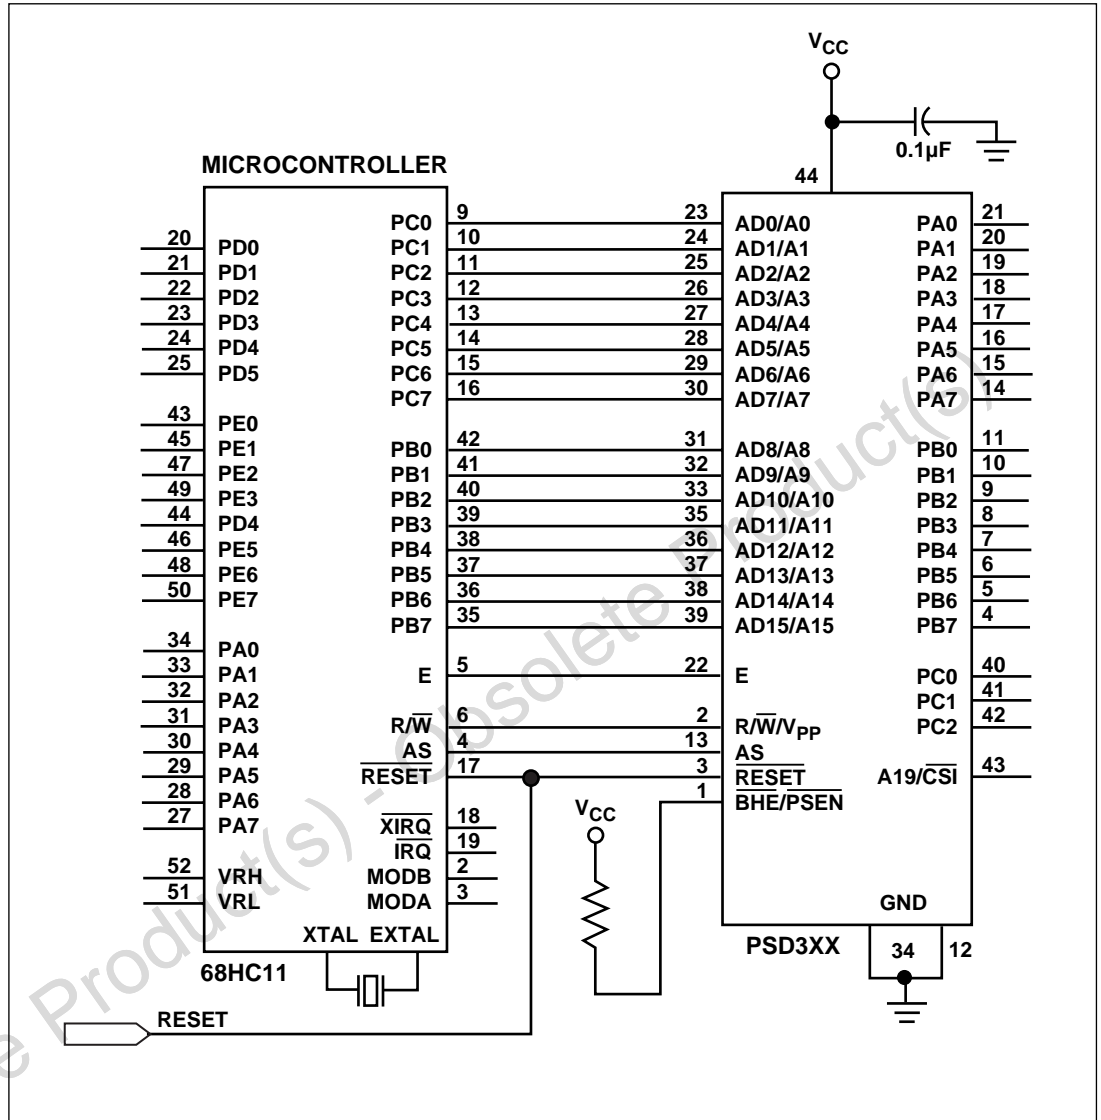 VCC
0.1µF
44
MICROCONTROLLER
20 PD0
21 PD1
22 PD2
23 PD3
24 PD4
25 PD5
43 PE0
45 PE1
47 PE2
49 PE3
44 PD4
46 PE5
48 PE6
50 PE7
34 PA0
33 PA1
32 PA2
31 PA3
30 PA4
29 PA5
28 PA6
27 PA7
52 VRH
51 VRL
PC0 9
PC1 10
PC2 11
PC3 12
PC4 13
PC5 14
PC6 15
PC7 16
PB0 42
PB1 41
PB2 40
PB3 39
PB4 38
PB5 37
PB6 36
PB7 35
E 5
R/W̅ 6
AS 4
R̅E̅S̅E̅T̅ 17
X̅I̅R̅Q̅ 18
I̅R̅Q̅ 19
MODB 2
MODA 3
XTAL EXTAL
68HC11
RESET
VCC
23 AD0/A0
24 AD1/A1
25 AD2/A2
26 AD3/A3
27 AD4/A4
28 AD5/A5
29 AD6/A6
30 AD7/A7
31 AD8/A8
32 AD9/A9
33 AD10/A10
35 AD11/A11
36 AD12/A12
37 AD13/A13
38 AD14/A14
39 AD15/A15
22 E
2 R/W̅/VPP
13 AS
3 R̅E̅S̅E̅T̅
1 B̅H̅E̅/P̅S̅E̅N̅
PA0 21
PA1 20
PA2 19
PA3 18
PA4 17
PA5 16
PA6 15
PA7 14
PB0 11
PB1 10
PB2 9
PB3 8
PB4 7
PB5 6
PB6 5
PB7 4
PC0 40
PC1 41
PC2 42
A19/C̅S̅I̅ 43
GND
PSD3XX
34 12
e Product(s) - Obsolete Product(s)